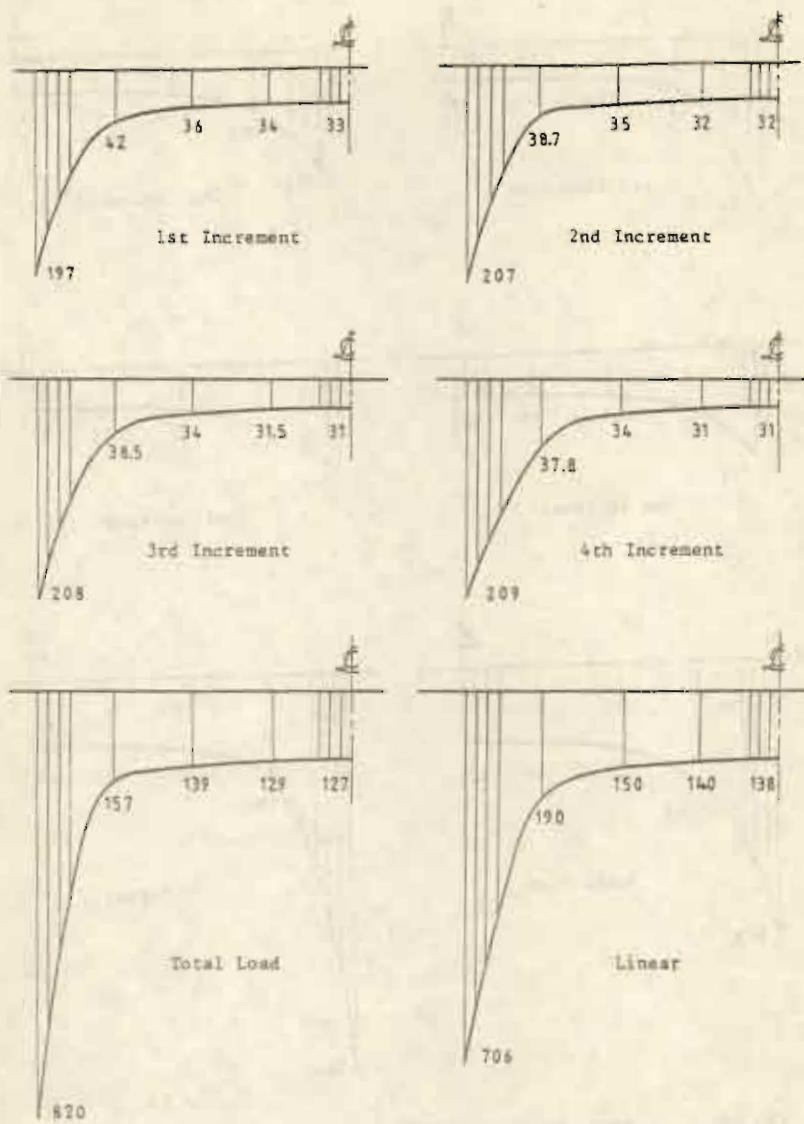 ℄ ℄
42 36 34 33
38.7 35 32 32
1st Increment
2nd Increment
197
207
℄ ℄
38.5 34 31.5 31
37.8 34 31 31
3rd Increment
4th Increment
208
209
℄ ℄
157 139 129 127
190 150 140 138
Total Load
Linear
706
820